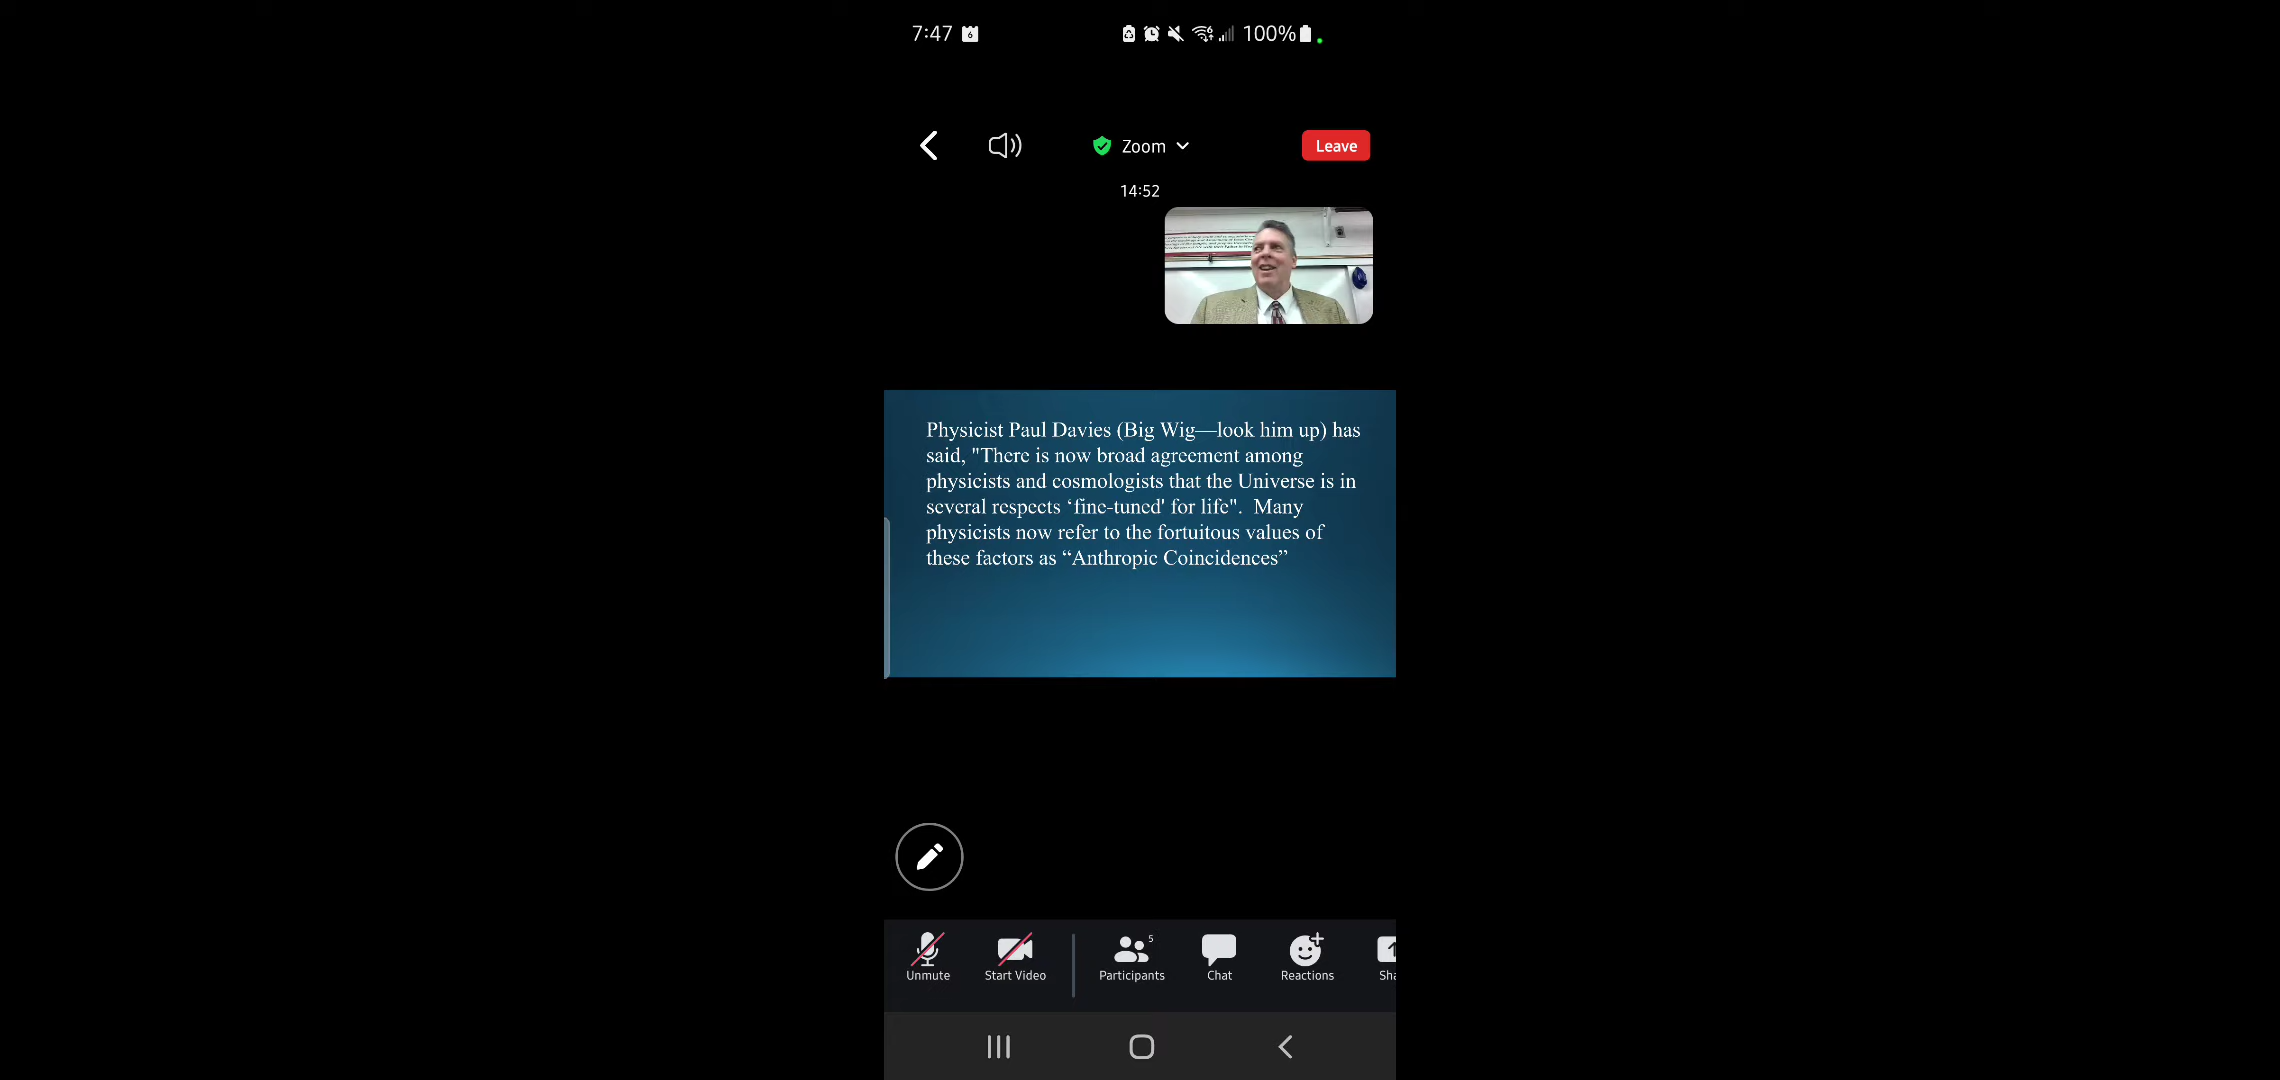 7:47 6 100%
Zoom Leave
14:52
Physicist Paul Davies (Big Wig—look him up) has
said, "There is now broad agreement among
physicists and cosmologists that the Universe is in
several respects ‘fine-tuned' for life".  Many
physicists now refer to the fortuitous values of
these factors as “Anthropic Coincidences”
5
Unmute Start Video Participants Chat Reactions Sha